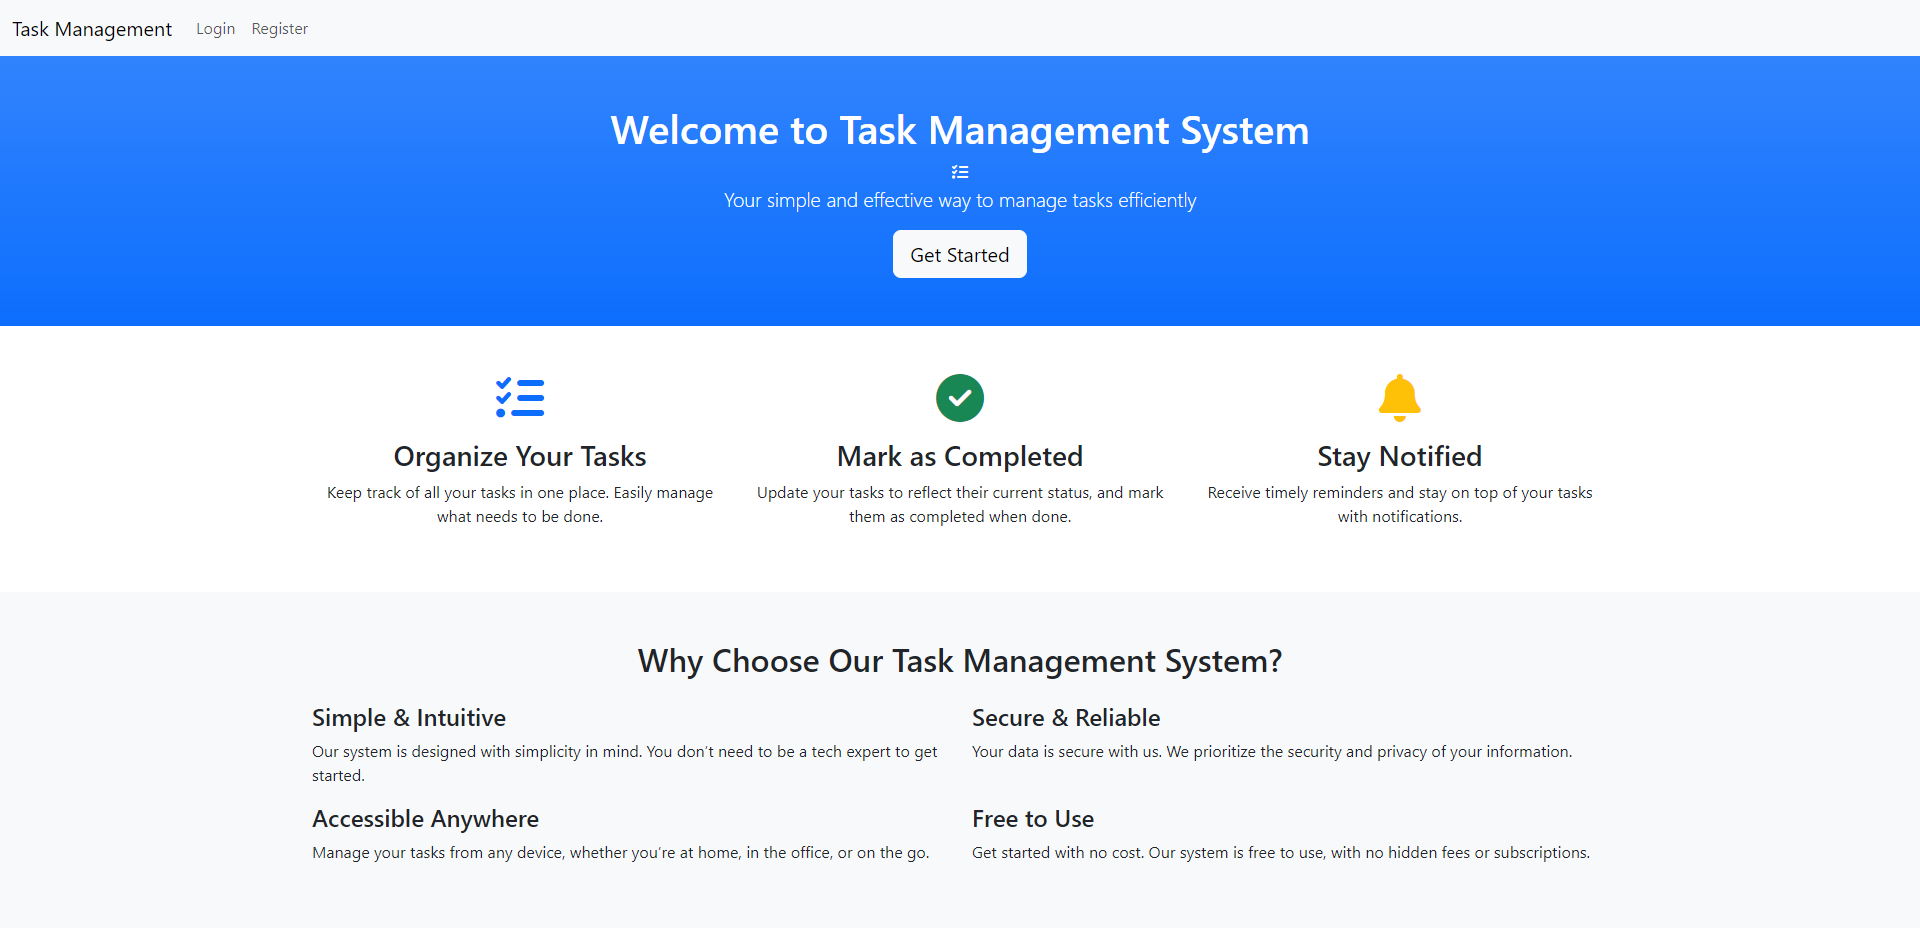 Task Management Login Register
Welcome to Task Management System
Your simple and effective way to manage tasks efficiently
Get Started
Organize Your Tasks
Keep track of all your tasks in one place. Easily manage
what needs to be done.
Mark as Completed
Update your tasks to reflect their current status, and mark
them as completed when done.
Stay Notified
Receive timely reminders and stay on top of your tasks
with notifications.
Why Choose Our Task Management System?
Simple & Intuitive
Our system is designed with simplicity in mind. You don't need to be a tech expert to get
started.
Secure & Reliable
Your data is secure with us. We prioritize the security and privacy of your information.
Accessible Anywhere
Manage your tasks from any device, whether you're at home, in the office, or on the go.
Free to Use
Get started with no cost. Our system is free to use, with no hidden fees or subscriptions.